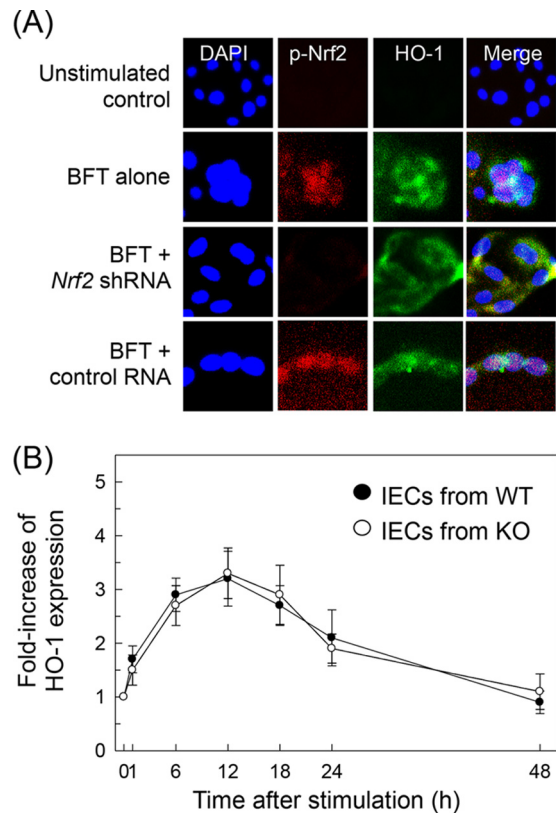 (A)
DAPI p-Nrf2 HO-1 Merge
Unstimulated
control
BFT alone
BFT +
Nrf2 shRNA
BFT +
control RNA
(B)
5
4
3
2
1
0
Fold-increase of
HO-1 expression
● IECs from WT
○ IECs from KO
0 1 6 12 18 24 48
Time after stimulation (h)